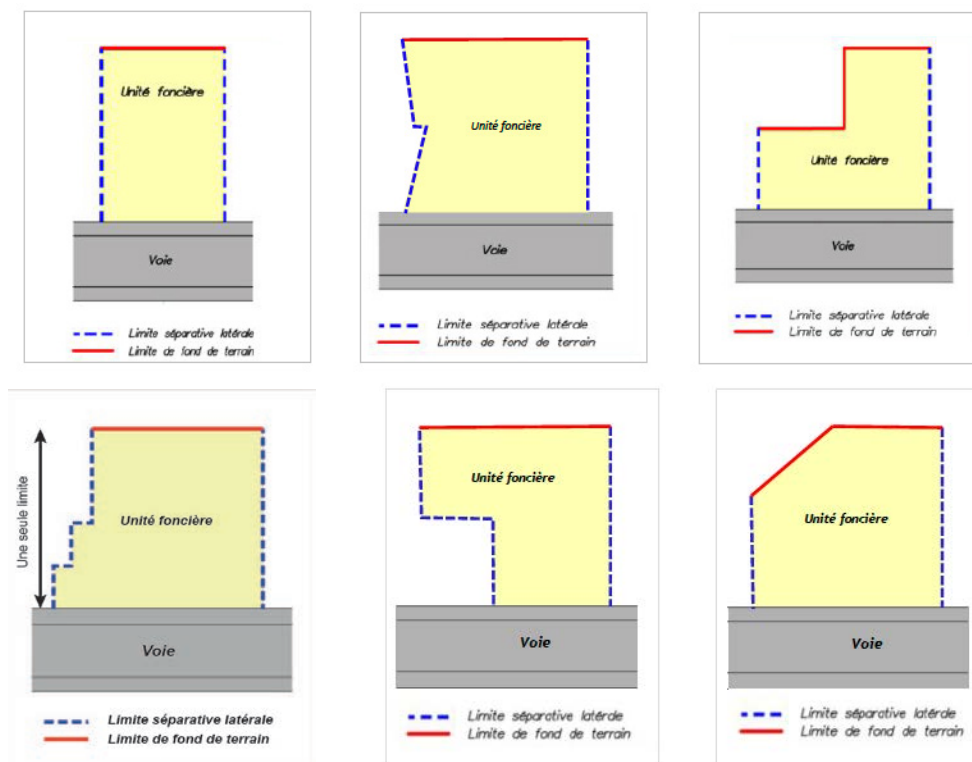 Unité foncière
Voie
Limite séparative latérale
Limite de fond de terrain
Unité foncière
Voie
Limite séparative latérale
Limite de fond de terrain
Unité foncière
Voie
Limite séparative latérale
Limite de fond de terrain
Une seule limite
Unité foncière
Voie
Limite séparative latérale
Limite de fond de terrain
Unité foncière
Voie
Limite séparative latérale
Limite de fond de terrain
Unité foncière
Voie
Limite séparative latérale
Limite de fond de terrain